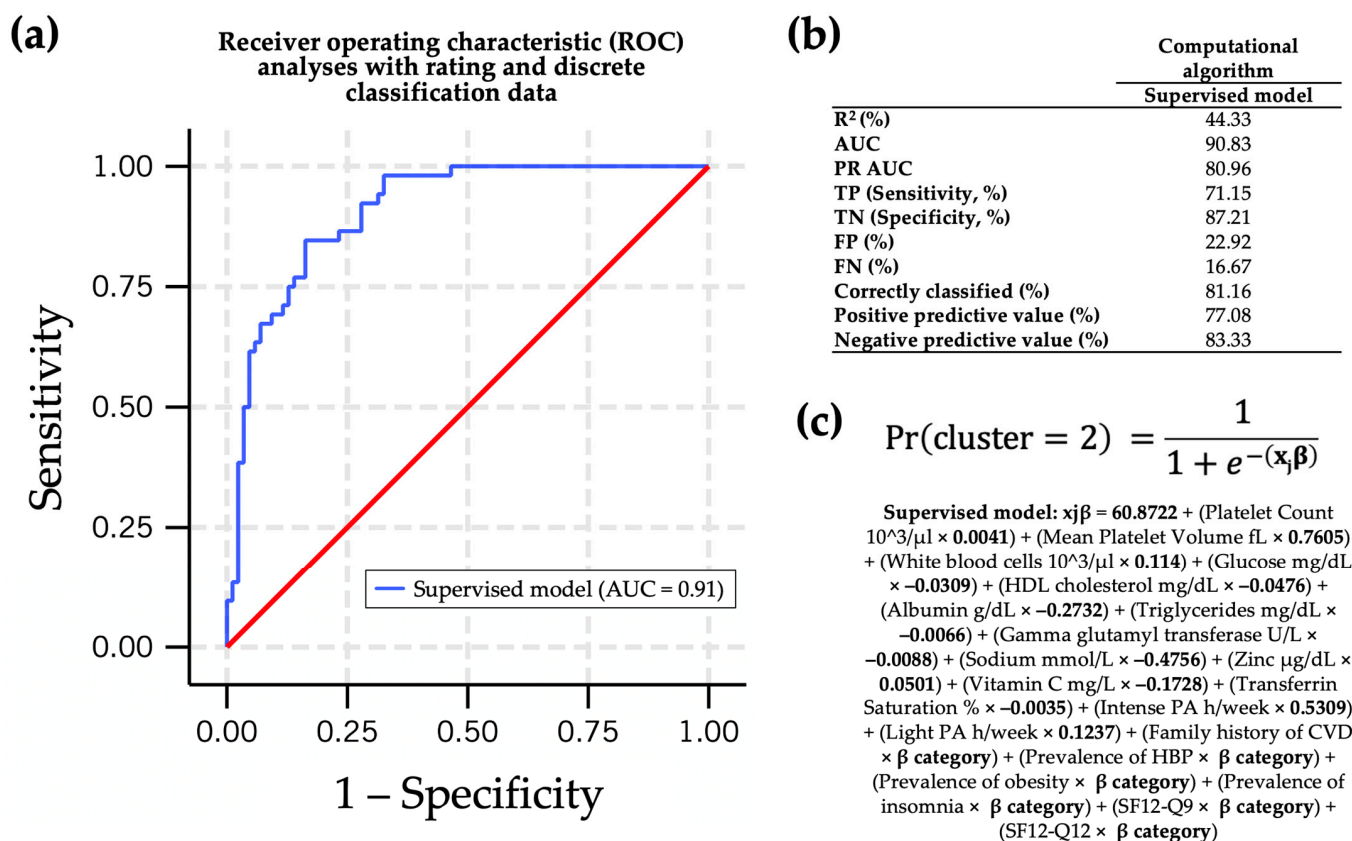 (a)
Receiver operating characteristic (ROC)
analyses with rating and discrete
classification data
1.00
0.75
0.50
0.25
0.00
Sensitivity
Supervised model (AUC = 0.91)
0.00 0.25 0.50 0.75 1.00
1 – Specificity
(b)
Computational
algorithm
Supervised model
R² (%) 44.33
AUC 90.83
PR AUC 80.96
TP (Sensitivity, %) 71.15
TN (Specificity, %) 87.21
FP (%) 22.92
FN (%) 16.67
Correctly classified (%) 81.16
Positive predictive value (%) 77.08
Negative predictive value (%) 83.33
(c)
Pr(cluster = 2) = 1 / (1 + e^−(xⱼβ))
Supervised model: xjβ = 60.8722 + (Platelet Count
10^3/µl × 0.0041) + (Mean Platelet Volume fL × 0.7605)
+ (White blood cells 10^3/µl × 0.114) + (Glucose mg/dL
× –0.0309) + (HDL cholesterol mg/dL × –0.0476) +
(Albumin g/dL × –0.2732) + (Triglycerides mg/dL ×
–0.0066) + (Gamma glutamyl transferase U/L ×
–0.0088) + (Sodium mmol/L × –0.4756) + (Zinc µg/dL ×
0.0501) + (Vitamin C mg/L × –0.1728) + (Transferrin
Saturation % × –0.0035) + (Intense PA h/week × 0.5309)
+ (Light PA h/week × 0.1237) + (Family history of CVD
× β category) + (Prevalence of HBP × β category) +
(Prevalence of obesity × β category) + (Prevalence of
insomnia × β category) + (SF12-Q9 × β category) +
(SF12-Q12 × β category)